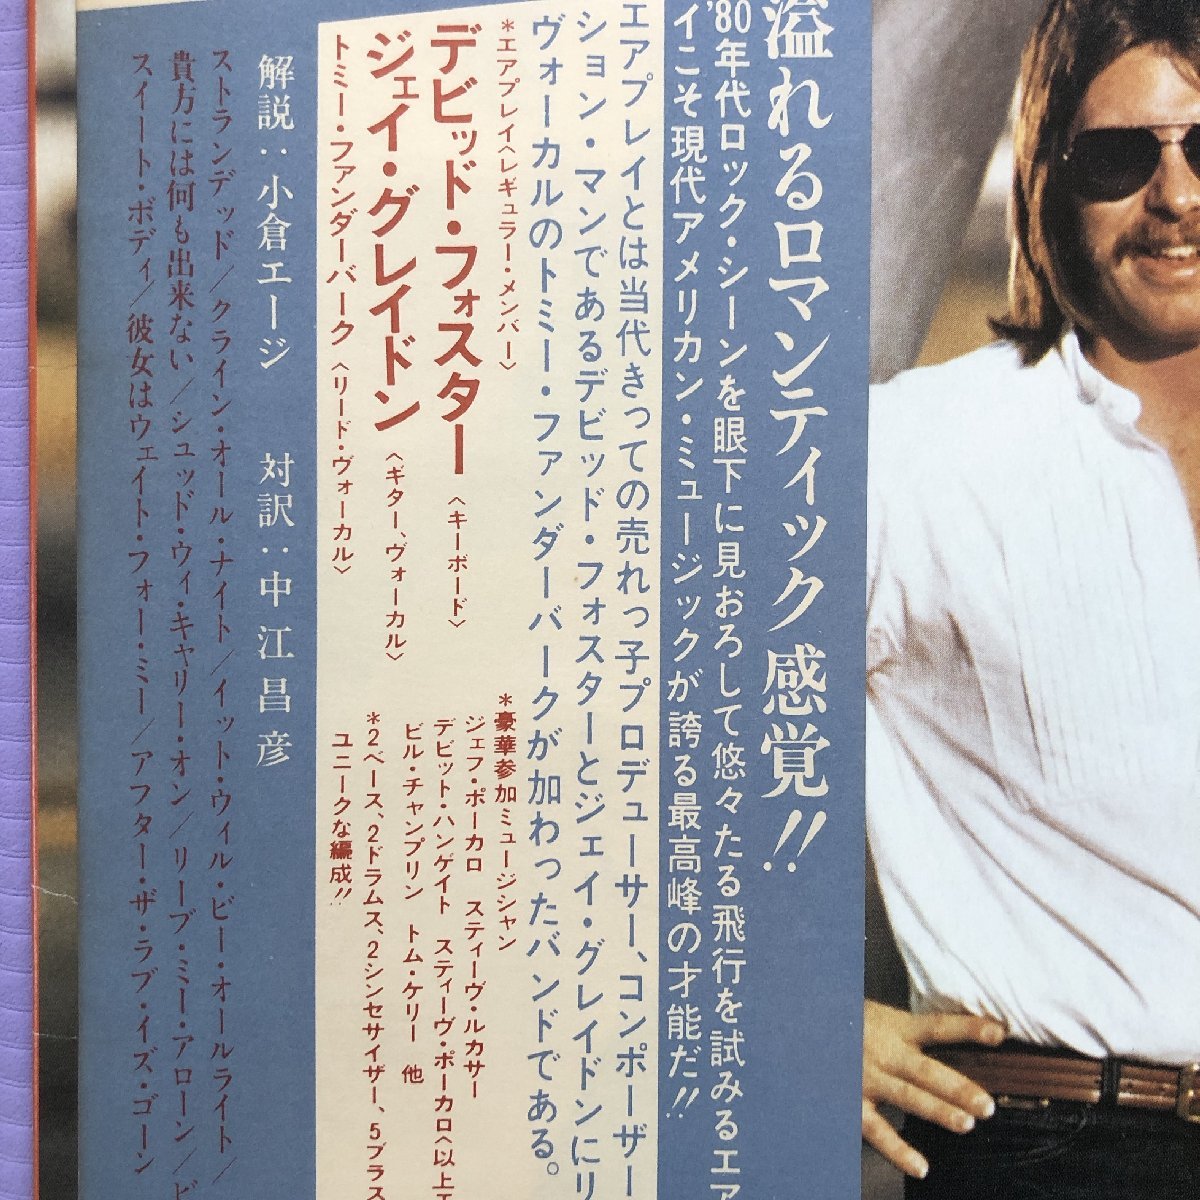 溢れるロマンティック感覚!!
'80年代ロック・シーンを眼下に見おろして悠々たる飛行を試みるエア
イこそ現代アメリカン・ミュージックが誇る最高峰の才能だ!!
エアプレイとは当代きっての売れっ子プロデューサー、コンポーザー
ション・マンであるデビッド・フォスターとジェイ・グレイドンにリ
ヴォーカルのトミー・ファンダーバークが加わったバンドである。
*エアプレイ〈レギュラー・メンバー〉
デビッド・フォスター〈キーボード〉
ジェイ・グレイドン〈ギター、ヴォーカル〉
トミー・ファンダーバーク〈リード・ヴォーカル〉
*豪華参加ミュージシャン
ジェフ・ポーカロ スティーヴ・ルカサー
デビット・ハンゲイト スティーヴ・ポーカロ〈以上
ビル・チャンプリン トム・ケリー 他
*2ベース、2ドラムス、2シンセサイザー、5ブラス
ユニークな編成!!
解説:小倉エージ 対訳:中江昌彦
ストランデッド/クライン・オール・ナイト/イット・ウィル・ビー・オールライト/
貴方には何も出来ない/シュッド・ウィ・キャリー・オン/リーブ・ミー・アローン/ビ
スイート・ボディ/彼女はウェイト・フォー・ミー/アフター・ザ・ラブ・イズ・ゴーン